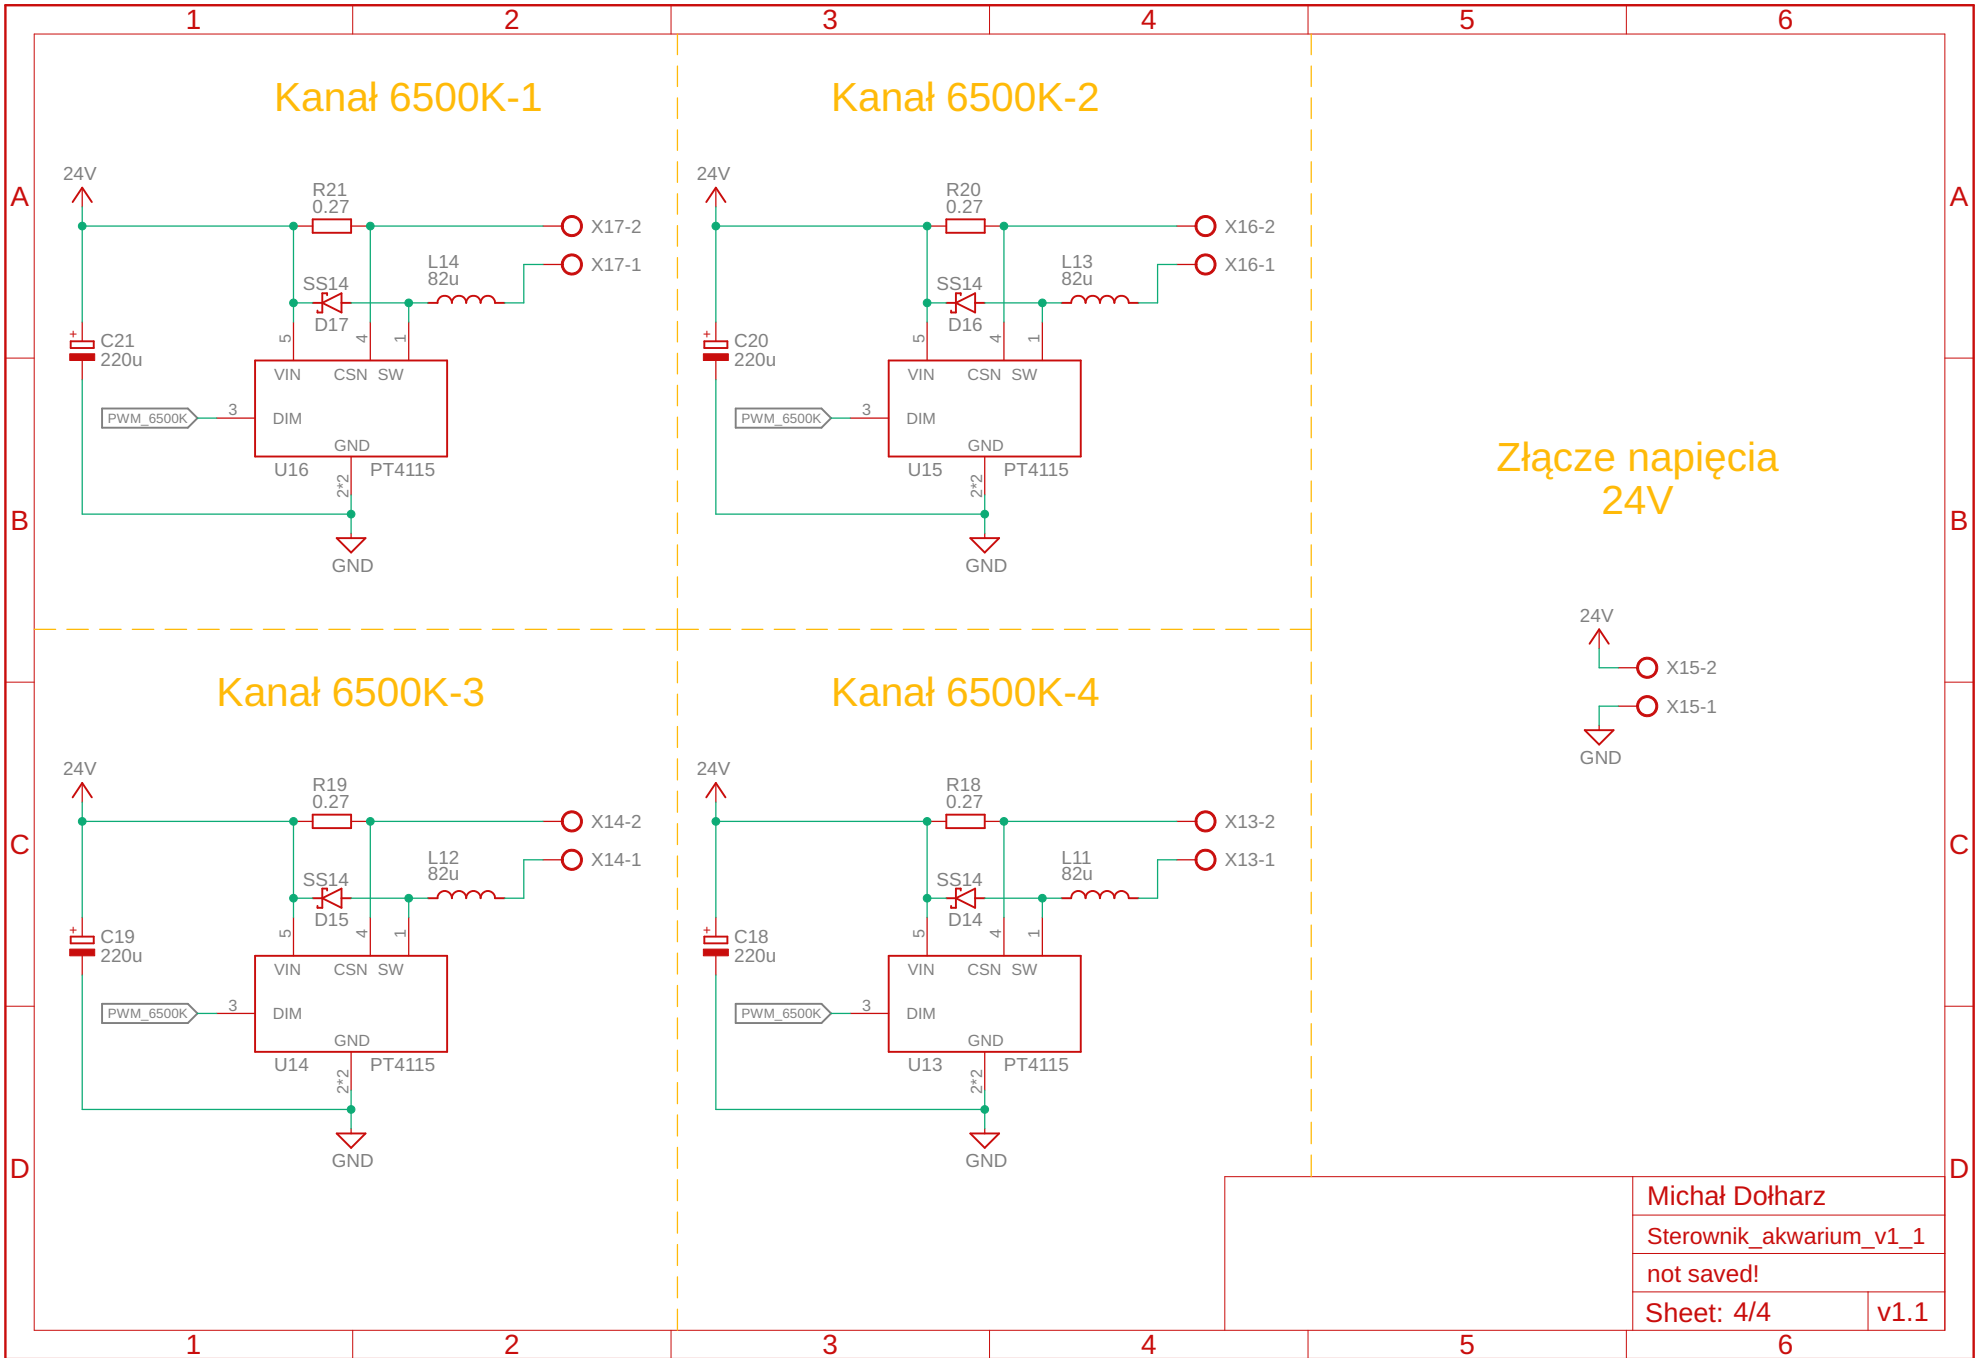 1 2 3 4 5 6
A A
B B
C C
D D
Kanał 6500K-1
24V
R21
0.27
X17-2
X17-1
L14
82u
SS14
D17
C21
220u
5 4 1
VIN CSN SW
PWM_6500K 3 DIM
GND
U16 PT4115
2*2
GND
Kanał 6500K-2
24V
R20
0.27
X16-2
X16-1
L13
82u
SS14
D16
C20
220u
5 4 1
VIN CSN SW
PWM_6500K 3 DIM
GND
U15 PT4115
2*2
GND
Złącze napięcia
24V
24V
X15-2
X15-1
GND
Kanał 6500K-3
24V
R19
0.27
X14-2
X14-1
L12
82u
SS14
D15
C19
220u
5 4 1
VIN CSN SW
PWM_6500K 3 DIM
GND
U14 PT4115
2*2
GND
Kanał 6500K-4
24V
R18
0.27
X13-2
X13-1
L11
82u
SS14
D14
C18
220u
5 4 1
VIN CSN SW
PWM_6500K 3 DIM
GND
U13 PT4115
2*2
GND
Michał Dołharz
Sterownik_akwarium_v1_1
not saved!
Sheet: 4/4 v1.1
1 2 3 4 5 6